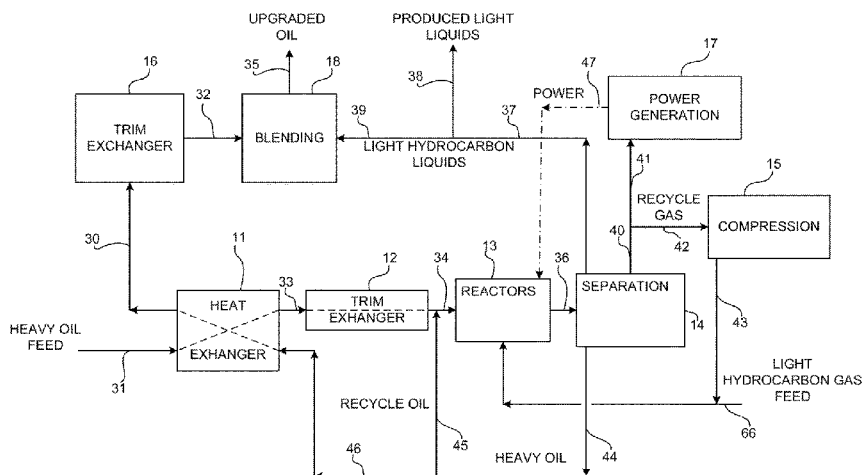 UPGRADED
OIL
PRODUCED LIGHT
LIQUIDS
16
35
18
38
17
32
39
37
47
POWER
TRIM
EXCHANGER
BLENDING
POWER
GENERATION
LIGHT HYDROCARBON
LIQUIDS
41
15
RECYCLE
GAS
COMPRESSION
30
40
42
11
12
13
33
34
36
HEAT
EXHANGER
TRIM
EXHANGER
REACTORS
SEPARATION
14
43
HEAVY OIL
FEED
31
LIGHT
HYDROCARBON GAS
FEED
RECYCLE OIL
45
66
46
HEAVY OIL
44